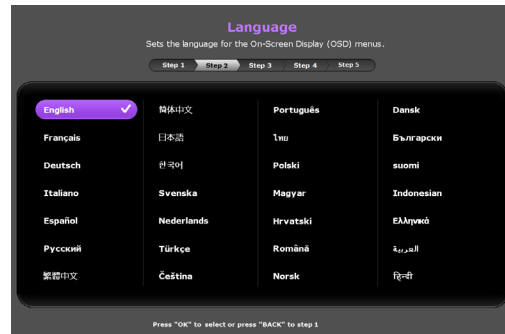 Language
Sets the language for the On-Screen Display (OSD) menus.
Step 1 Step 2 Step 3 Step 4 Step 5
English 简体中文 Português Dansk
Français 日本語 ไทย Български
Deutsch 한국어 Polski suomi
Italiano Svenska Magyar Indonesian
Español Nederlands Hrvatski Ελληνικά
Русский Türkçe Română العربية
繁體中文 Čeština Norsk हिन्दी
Press "OK" to select or press "BACK" to step 1